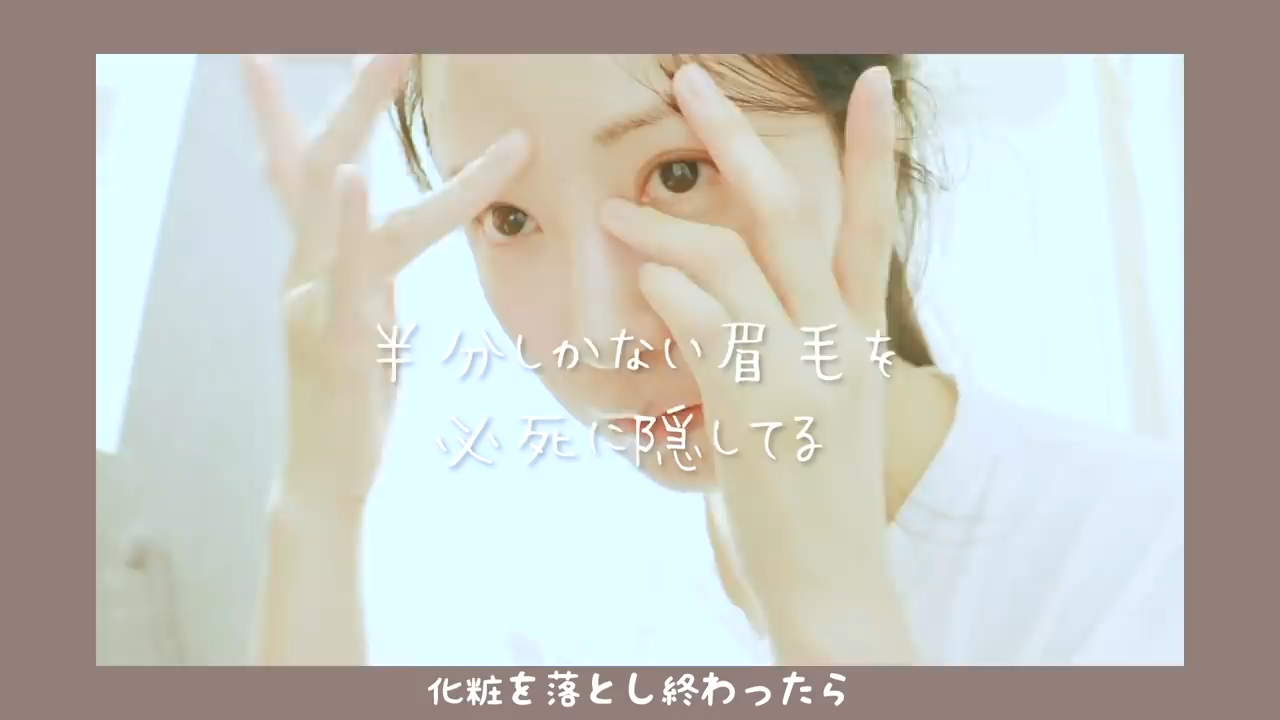 半分しかない眉毛を
必死に隠してる
化粧を落とし終わったら